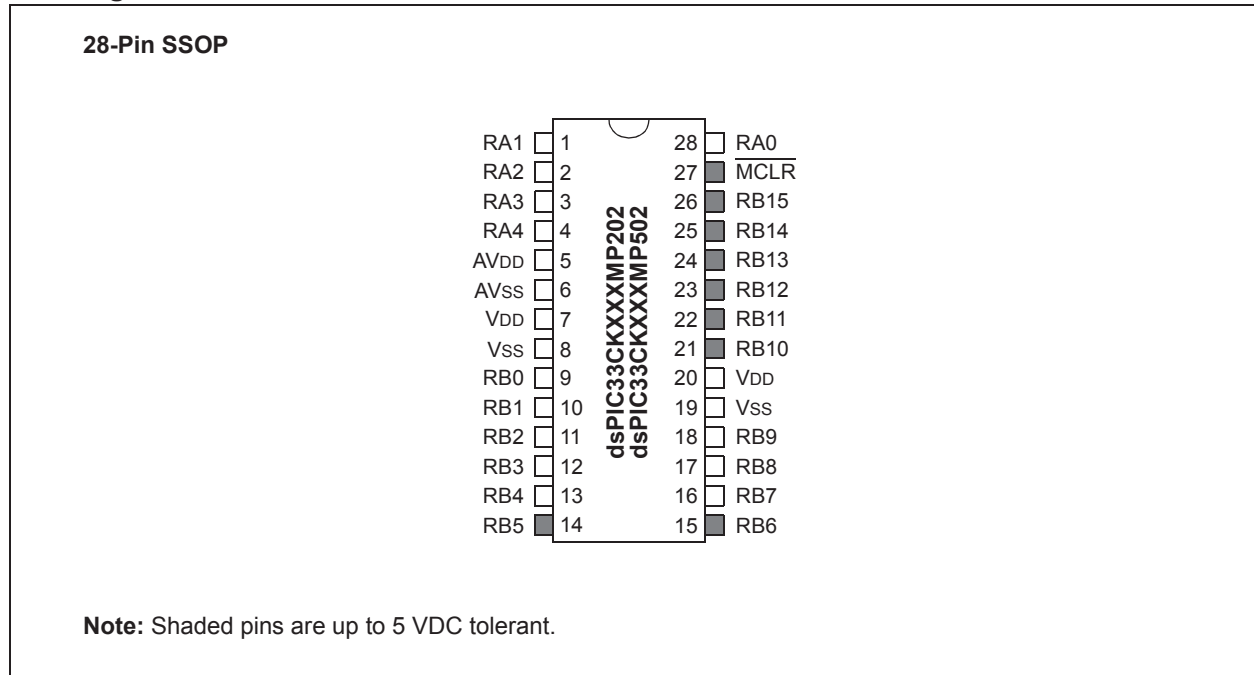 28-Pin SSOP
RA1 1 28 RA0
RA2 2 27 MCLR
RA3 3 26 RB15
RA4 4 25 RB14
AVDD 5 24 RB13
AVSS 6 23 RB12
VDD 7 22 RB11
VSS 8 21 RB10
RB0 9 20 VDD
RB1 10 19 VSS
RB2 11 18 RB9
RB3 12 17 RB8
RB4 13 16 RB7
RB5 14 15 RB6
dsPIC33CKXXXMP202
dsPIC33CKXXXMP502
Note: Shaded pins are up to 5 VDC tolerant.